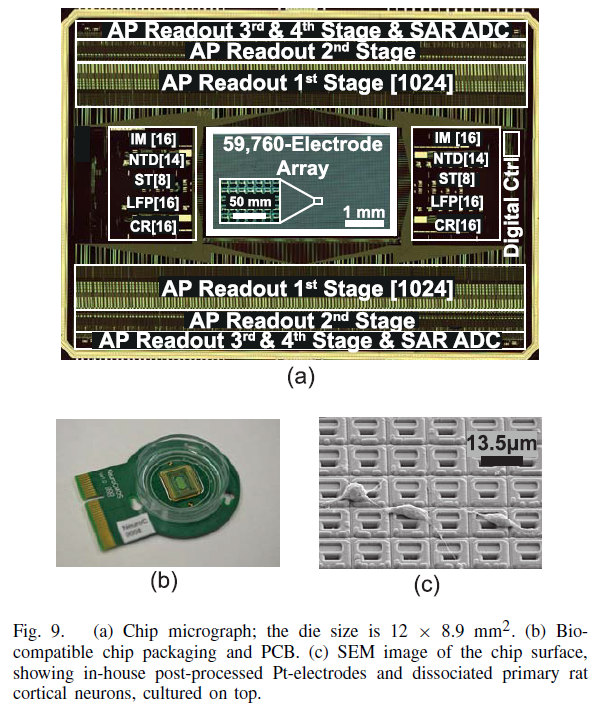 AP Readout 3rd & 4th Stage & SAR ADC
AP Readout 2nd Stage
AP Readout 1st Stage [1024]
IM [16]
NTD[14]
ST[8]
LFP[16]
CR[16]
59,760-Electrode
Array
50 mm
1 mm
IM [16]
NTD[14]
ST[8]
LFP[16]
CR[16]
Digital Ctrl
AP Readout 1st Stage [1024]
AP Readout 2nd Stage
AP Readout 3rd & 4th Stage & SAR ADC
(a)
NeuroC
(b)
13.5µm
(c)
Fig. 9. (a) Chip micrograph; the die size is 12 × 8.9 mm². (b) Bio-
compatible chip packaging and PCB. (c) SEM image of the chip surface,
showing in-house post-processed Pt-electrodes and dissociated primary rat
cortical neurons, cultured on top.